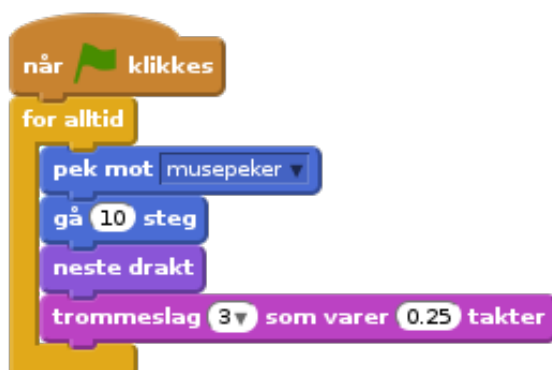 når klikkes
for alltid
pek mot musepeker
gå 10 steg
neste drakt
trommeslag 3 som varer 0.25 takter